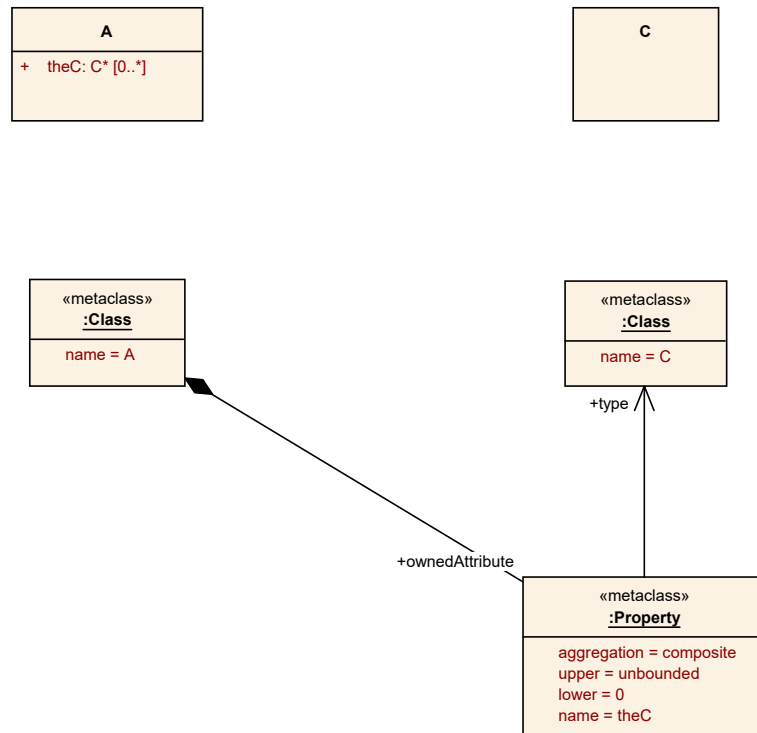 A
C
+ theC: C* [0..*]
«metaclass»
:Class
name = A
«metaclass»
:Class
name = C
+type
+ownedAttribute
«metaclass»
:Property
aggregation = composite
upper = unbounded
lower = 0
name = theC